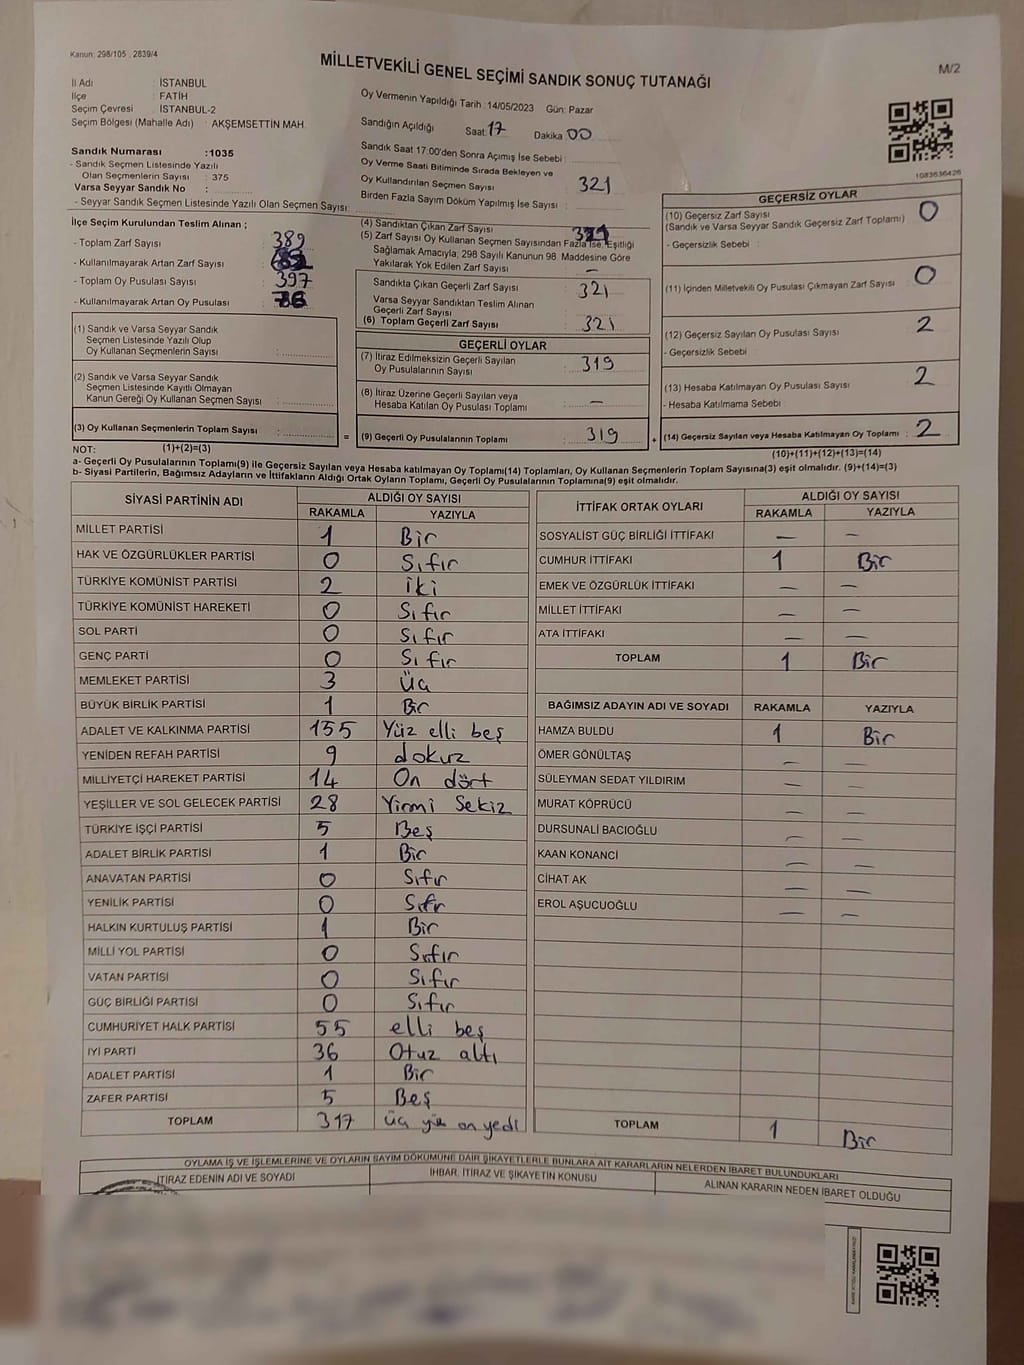 Kanun: 298/105 ; 2839/4
MİLLETVEKİLİ GENEL SEÇİMİ SANDIK SONUÇ TUTANAĞI
M/2
İl Adı : İSTANBUL
İlçe : FATİH
Seçim Çevresi : İSTANBUL-2
Seçim Bölgesi (Mahalle Adı) : AKŞEMSETTİN MAH.
Sandık Numarası : 1035
- Sandık Seçmen Listesinde Yazılı
Olan Seçmenlerin Sayısı : 375
Varsa Seyyar Sandık No :
- Seyyar Sandık Seçmen Listesinde Yazılı Olan Seçmen Sayısı:
Oy Vermenin Yapıldığı Tarih :14/05/2023 Gün: Pazar
Sandığın Açıldığı Saat: 17 Dakika 00
Sandık Saat 17.00'den Sonra Açılmış İse Sebebi :
Oy Verme Saati Bitiminde Sırada Bekleyen ve
Oy Kullandırılan Seçmen Sayısı : 321
Birden Fazla Sayım Döküm Yapılmış İse Sayısı :
1083636426
İlçe Seçim Kurulundan Teslim Alınan ;
- Toplam Zarf Sayısı : 389
- Kullanılmayarak Artan Zarf Sayısı :
- Toplam Oy Pusulası Sayısı : 397
- Kullanılmayarak Artan Oy Pusulası :
(1) Sandık ve Varsa Seyyar Sandık
Seçmen Listesinde Yazılı Olup
Oy Kullanan Seçmenlerin Sayısı :
(2) Sandık ve Varsa Seyyar Sandık
Seçmen Listesinde Kayıtlı Olmayan
Kanun Gereği Oy Kullanan Seçmen Sayısı :
(3) Oy Kullanan Seçmenlerin Toplam Sayısı :
(4) Sandıktan Çıkan Zarf Sayısı :
(5) Zarf Sayısı Oy Kullanan Seçmen Sayısından Fazla İse, Eşitliği
Sağlamak Amacıyla; 298 Sayılı Kanunun 98. Maddesine Göre
Yakılarak Yok Edilen Zarf Sayısı : —
Sandıkta Çıkan Geçerli Zarf Sayısı : 321
Varsa Seyyar Sandıktan Teslim Alınan
Geçerli Zarf Sayısı :
(6) Toplam Geçerli Zarf Sayısı : 321
GEÇERLİ OYLAR
(7) İtiraz Edilmeksizin Geçerli Sayılan
Oy Pusulalarının Sayısı : 319
(8) İtiraz Üzerine Geçerli Sayılan veya
Hesaba Katılan Oy Pusulası Toplamı : —
= (9) Geçerli Oy Pusulalarının Toplamı : 319 +
GEÇERSİZ OYLAR
(10) Geçersiz Zarf Sayısı : 0
(Sandık ve Varsa Seyyar Sandık Geçersiz Zarf Toplamı)
- Geçersizlik Sebebi :
(11) İçinden Milletvekili Oy Pusulası Çıkmayan Zarf Sayısı : 0
(12) Geçersiz Sayılan Oy Pusulası Sayısı : 2
- Geçersizlik Sebebi :
(13) Hesaba Katılmayan Oy Pusulası Sayısı : 2
- Hesaba Katılmama Sebebi :
(14) Geçersiz Sayılan veya Hesaba Katılmayan Oy Toplamı : 2
NOT: (1)+(2)=(3)
(10)+(11)+(12)+(13)=(14)
a- Geçerli Oy Pusulalarının Toplamı(9) ile Geçersiz Sayılan veya Hesaba katılmayan Oy Toplamı(14) Toplamları, Oy Kullanan Seçmenlerin Toplam Sayısına(3) eşit olmalıdır. (9)+(14)=(3)
b- Siyasi Partilerin, Bağımsız Adayların ve İttifakların Aldığı Ortak Oyların Toplamı, Geçerli Oy Pusulalarının Toplamına(9) eşit olmalıdır.
SİYASİ PARTİNİN ADI ALDIĞI OY SAYISI
RAKAMLA YAZIYLA
MİLLET PARTİSİ 1 Bir
HAK VE ÖZGÜRLÜKLER PARTİSİ 0 Sıfır
TÜRKİYE KOMÜNİST PARTİSİ 2 İki
TÜRKİYE KOMÜNİST HAREKETİ 0 Sıfır
SOL PARTİ 0 Sıfır
GENÇ PARTİ 0 Sıfır
MEMLEKET PARTİSİ 3 Üç
BÜYÜK BİRLİK PARTİSİ 1 Bir
ADALET VE KALKINMA PARTİSİ 155 Yüz elli beş
YENİDEN REFAH PARTİSİ 9 dokuz
MİLLİYETÇİ HAREKET PARTİSİ 14 On dört
YEŞİLLER VE SOL GELECEK PARTİSİ 28 Yirmi Sekiz
TÜRKİYE İŞÇİ PARTİSİ 5 Beş
ADALET BİRLİK PARTİSİ 1 Bir
ANAVATAN PARTİSİ 0 Sıfır
YENİLİK PARTİSİ 0 Sıfır
HALKIN KURTULUŞ PARTİSİ 1 Bir
MİLLİ YOL PARTİSİ 0 Sıfır
VATAN PARTİSİ 0 Sıfır
GÜÇ BİRLİĞİ PARTİSİ 0 Sıfır
CUMHURİYET HALK PARTİSİ 55 elli beş
İYİ PARTİ 36 Otuz altı
ADALET PARTİSİ 1 Bir
ZAFER PARTİSİ 5 Beş
TOPLAM 317 üç yüz on yedi
İTTİFAK ORTAK OYLARI ALDIĞI OY SAYISI
RAKAMLA YAZIYLA
SOSYALİST GÜÇ BİRLİĞİ İTTİFAKI — —
CUMHUR İTTİFAKI 1 Bir
EMEK VE ÖZGÜRLÜK İTTİFAKI — —
MİLLET İTTİFAKI — —
ATA İTTİFAKI — —
TOPLAM 1 Bir
BAĞIMSIZ ADAYIN ADI VE SOYADI RAKAMLA YAZIYLA
HAMZA BULDU 1 Bir
ÖMER GÖNÜLTAŞ — —
SÜLEYMAN SEDAT YILDIRIM — —
MURAT KÖPRÜCÜ — —
DURSUNALİ BACIOĞLU — —
KAAN KONANCİ — —
CİHAT AK — —
EROL AŞUCUOĞLU — —
TOPLAM 1 Bir
OYLAMA İŞ VE İŞLEMLERİNE VE OYLARIN SAYIM DÖKÜMÜNE DAİR ŞİKAYETLERLE BUNLARA AİT KARARLARIN NELERDEN İBARET BULUNDUKLARI
İTİRAZ EDENİN ADI VE SOYADI İHBAR, İTİRAZ VE ŞİKAYETİN KONUSU ALINAN KARARIN NEDEN İBARET OLDUĞU